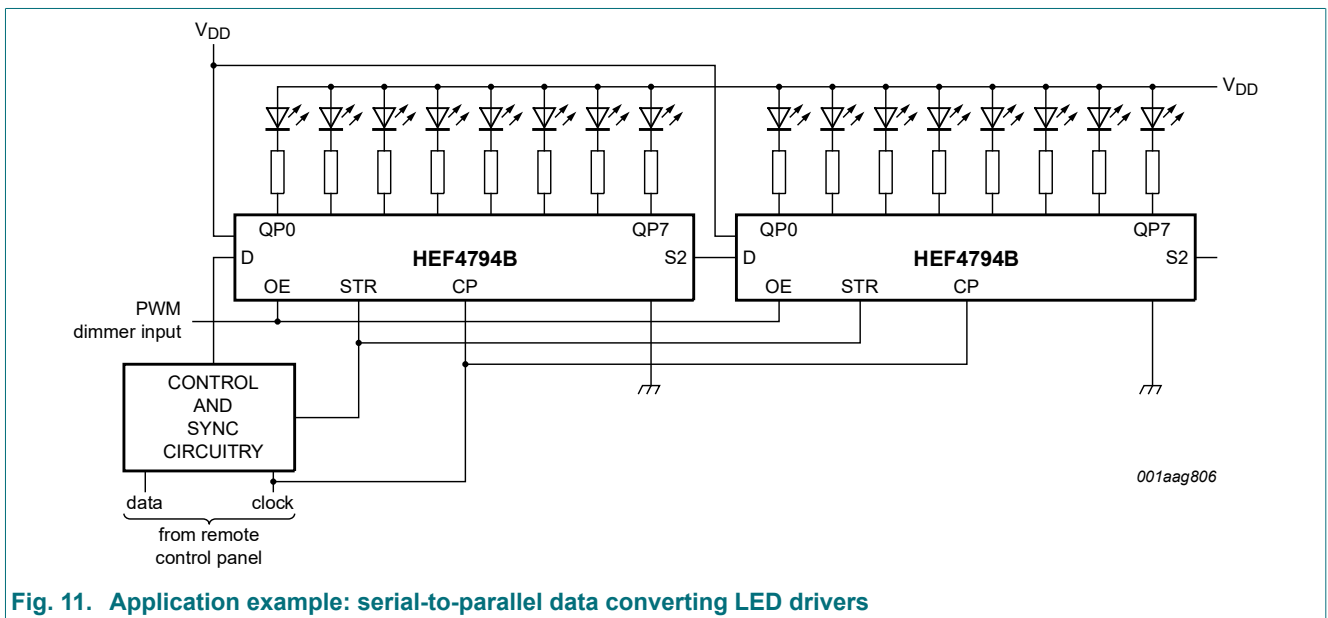 VDD
VDD
QP0 QP7 QP0 QP7
D HEF4794B S2 D HEF4794B S2
OE STR CP OE STR CP
PWM
dimmer input
CONTROL
AND
SYNC
CIRCUITRY
001aag806
data clock
from remote
control panel
Fig. 11. Application example: serial-to-parallel data converting LED drivers